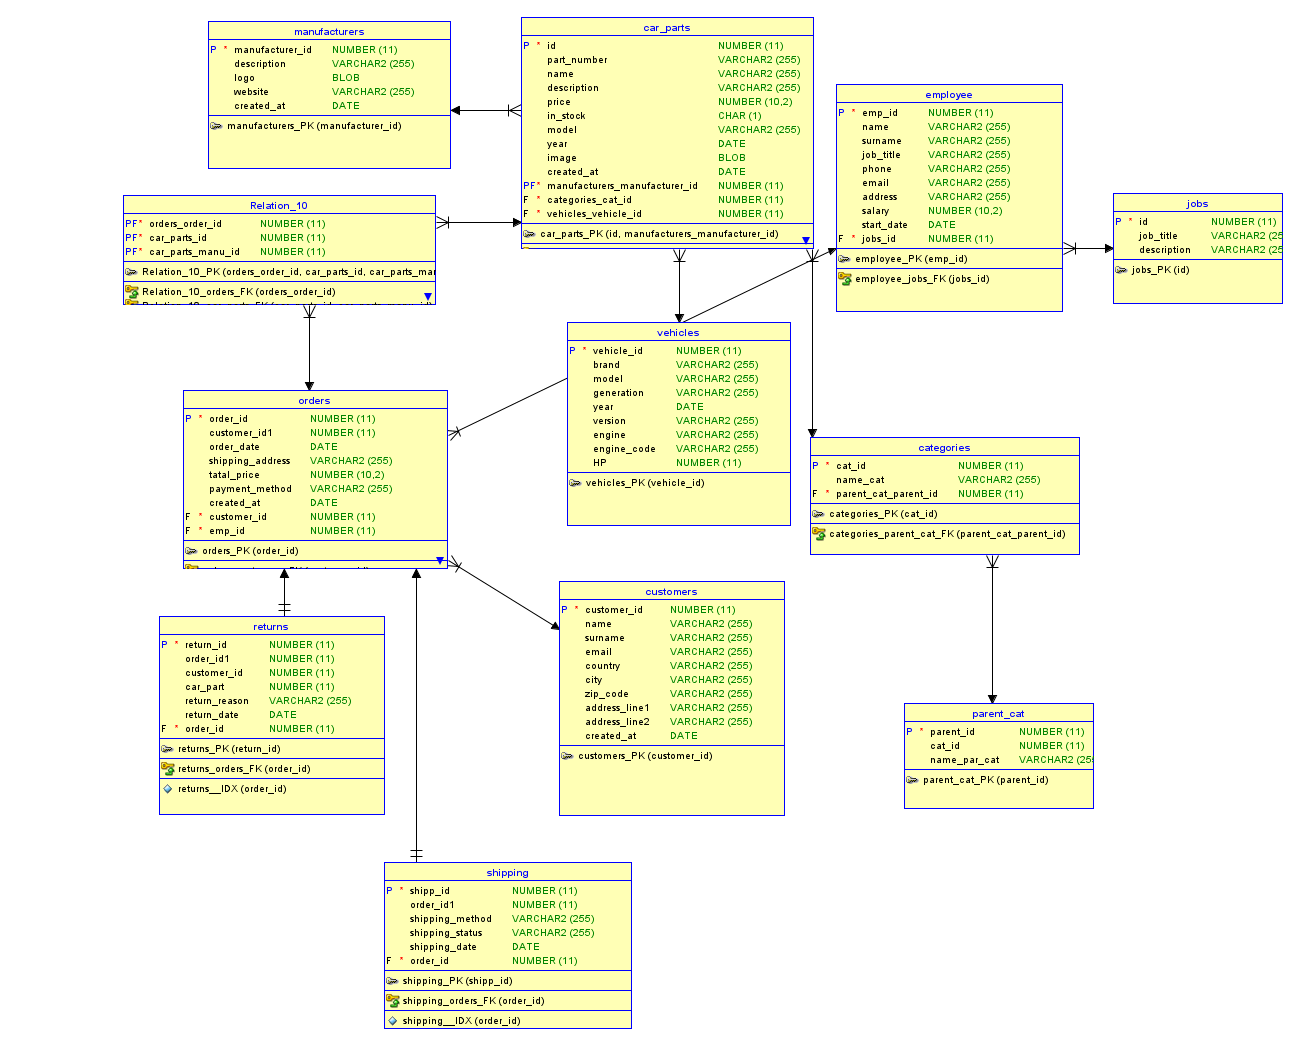 manufacturers
P * manufacturer_id NUMBER (11)
description VARCHAR2 (255)
logo BLOB
website VARCHAR2 (255)
created_at DATE
manufacturers_PK (manufacturer_id)
car_parts
P * id NUMBER (11)
part_number VARCHAR2 (255)
name VARCHAR2 (255)
description VARCHAR2 (255)
price NUMBER (10,2)
in_stock CHAR (1)
model VARCHAR2 (255)
year DATE
image BLOB
created_at DATE
PF* manufacturers_manufacturer_id NUMBER (11)
F * categories_cat_id NUMBER (11)
F * vehicles_vehicle_id NUMBER (11)
car_parts_PK (id, manufacturers_manufacturer_id)
employee
P * emp_id NUMBER (11)
name VARCHAR2 (255)
surname VARCHAR2 (255)
job_title VARCHAR2 (255)
phone VARCHAR2 (255)
email VARCHAR2 (255)
address VARCHAR2 (255)
salary NUMBER (10,2)
start_date DATE
F * jobs_id NUMBER (11)
employee_PK (emp_id)
employee_jobs_FK (jobs_id)
jobs
P * id NUMBER (11)
job_title VARCHAR2 (25
description VARCHAR2 (25
jobs_PK (id)
Relation_10
PF* orders_order_id NUMBER (11)
PF* car_parts_id NUMBER (11)
PF* car_parts_manu_id NUMBER (11)
Relation_10_PK (orders_order_id, car_parts_id, car_parts_mar
Relation_10_orders_FK (orders_order_id)
vehicles
P * vehicle_id NUMBER (11)
brand VARCHAR2 (255)
model VARCHAR2 (255)
generation VARCHAR2 (255)
year DATE
version VARCHAR2 (255)
engine VARCHAR2 (255)
engine_code VARCHAR2 (255)
HP NUMBER (11)
vehicles_PK (vehicle_id)
orders
P * order_id NUMBER (11)
customer_id1 NUMBER (11)
order_date DATE
shipping_address VARCHAR2 (255)
tatal_price NUMBER (10,2)
payment_method VARCHAR2 (255)
created_at DATE
F * customer_id NUMBER (11)
F * emp_id NUMBER (11)
orders_PK (order_id)
categories
P * cat_id NUMBER (11)
name_cat VARCHAR2 (255)
F * parent_cat_parent_id NUMBER (11)
categories_PK (cat_id)
categories_parent_cat_FK (parent_cat_parent_id)
customers
P * customer_id NUMBER (11)
name VARCHAR2 (255)
surname VARCHAR2 (255)
email VARCHAR2 (255)
country VARCHAR2 (255)
city VARCHAR2 (255)
zip_code VARCHAR2 (255)
address_line1 VARCHAR2 (255)
address_line2 VARCHAR2 (255)
created_at DATE
customers_PK (customer_id)
returns
P * return_id NUMBER (11)
order_id1 NUMBER (11)
customer_id NUMBER (11)
car_part NUMBER (11)
return_reason VARCHAR2 (255)
return_date DATE
F * order_id NUMBER (11)
returns_PK (return_id)
returns_orders_FK (order_id)
returns__IDX (order_id)
parent_cat
P * parent_id NUMBER (11)
cat_id NUMBER (11)
name_par_cat VARCHAR2 (25
parent_cat_PK (parent_id)
shipping
P * shipp_id NUMBER (11)
order_id1 NUMBER (11)
shipping_method VARCHAR2 (255)
shipping_status VARCHAR2 (255)
shipping_date DATE
F * order_id NUMBER (11)
shipping_PK (shipp_id)
shipping_orders_FK (order_id)
shipping__IDX (order_id)